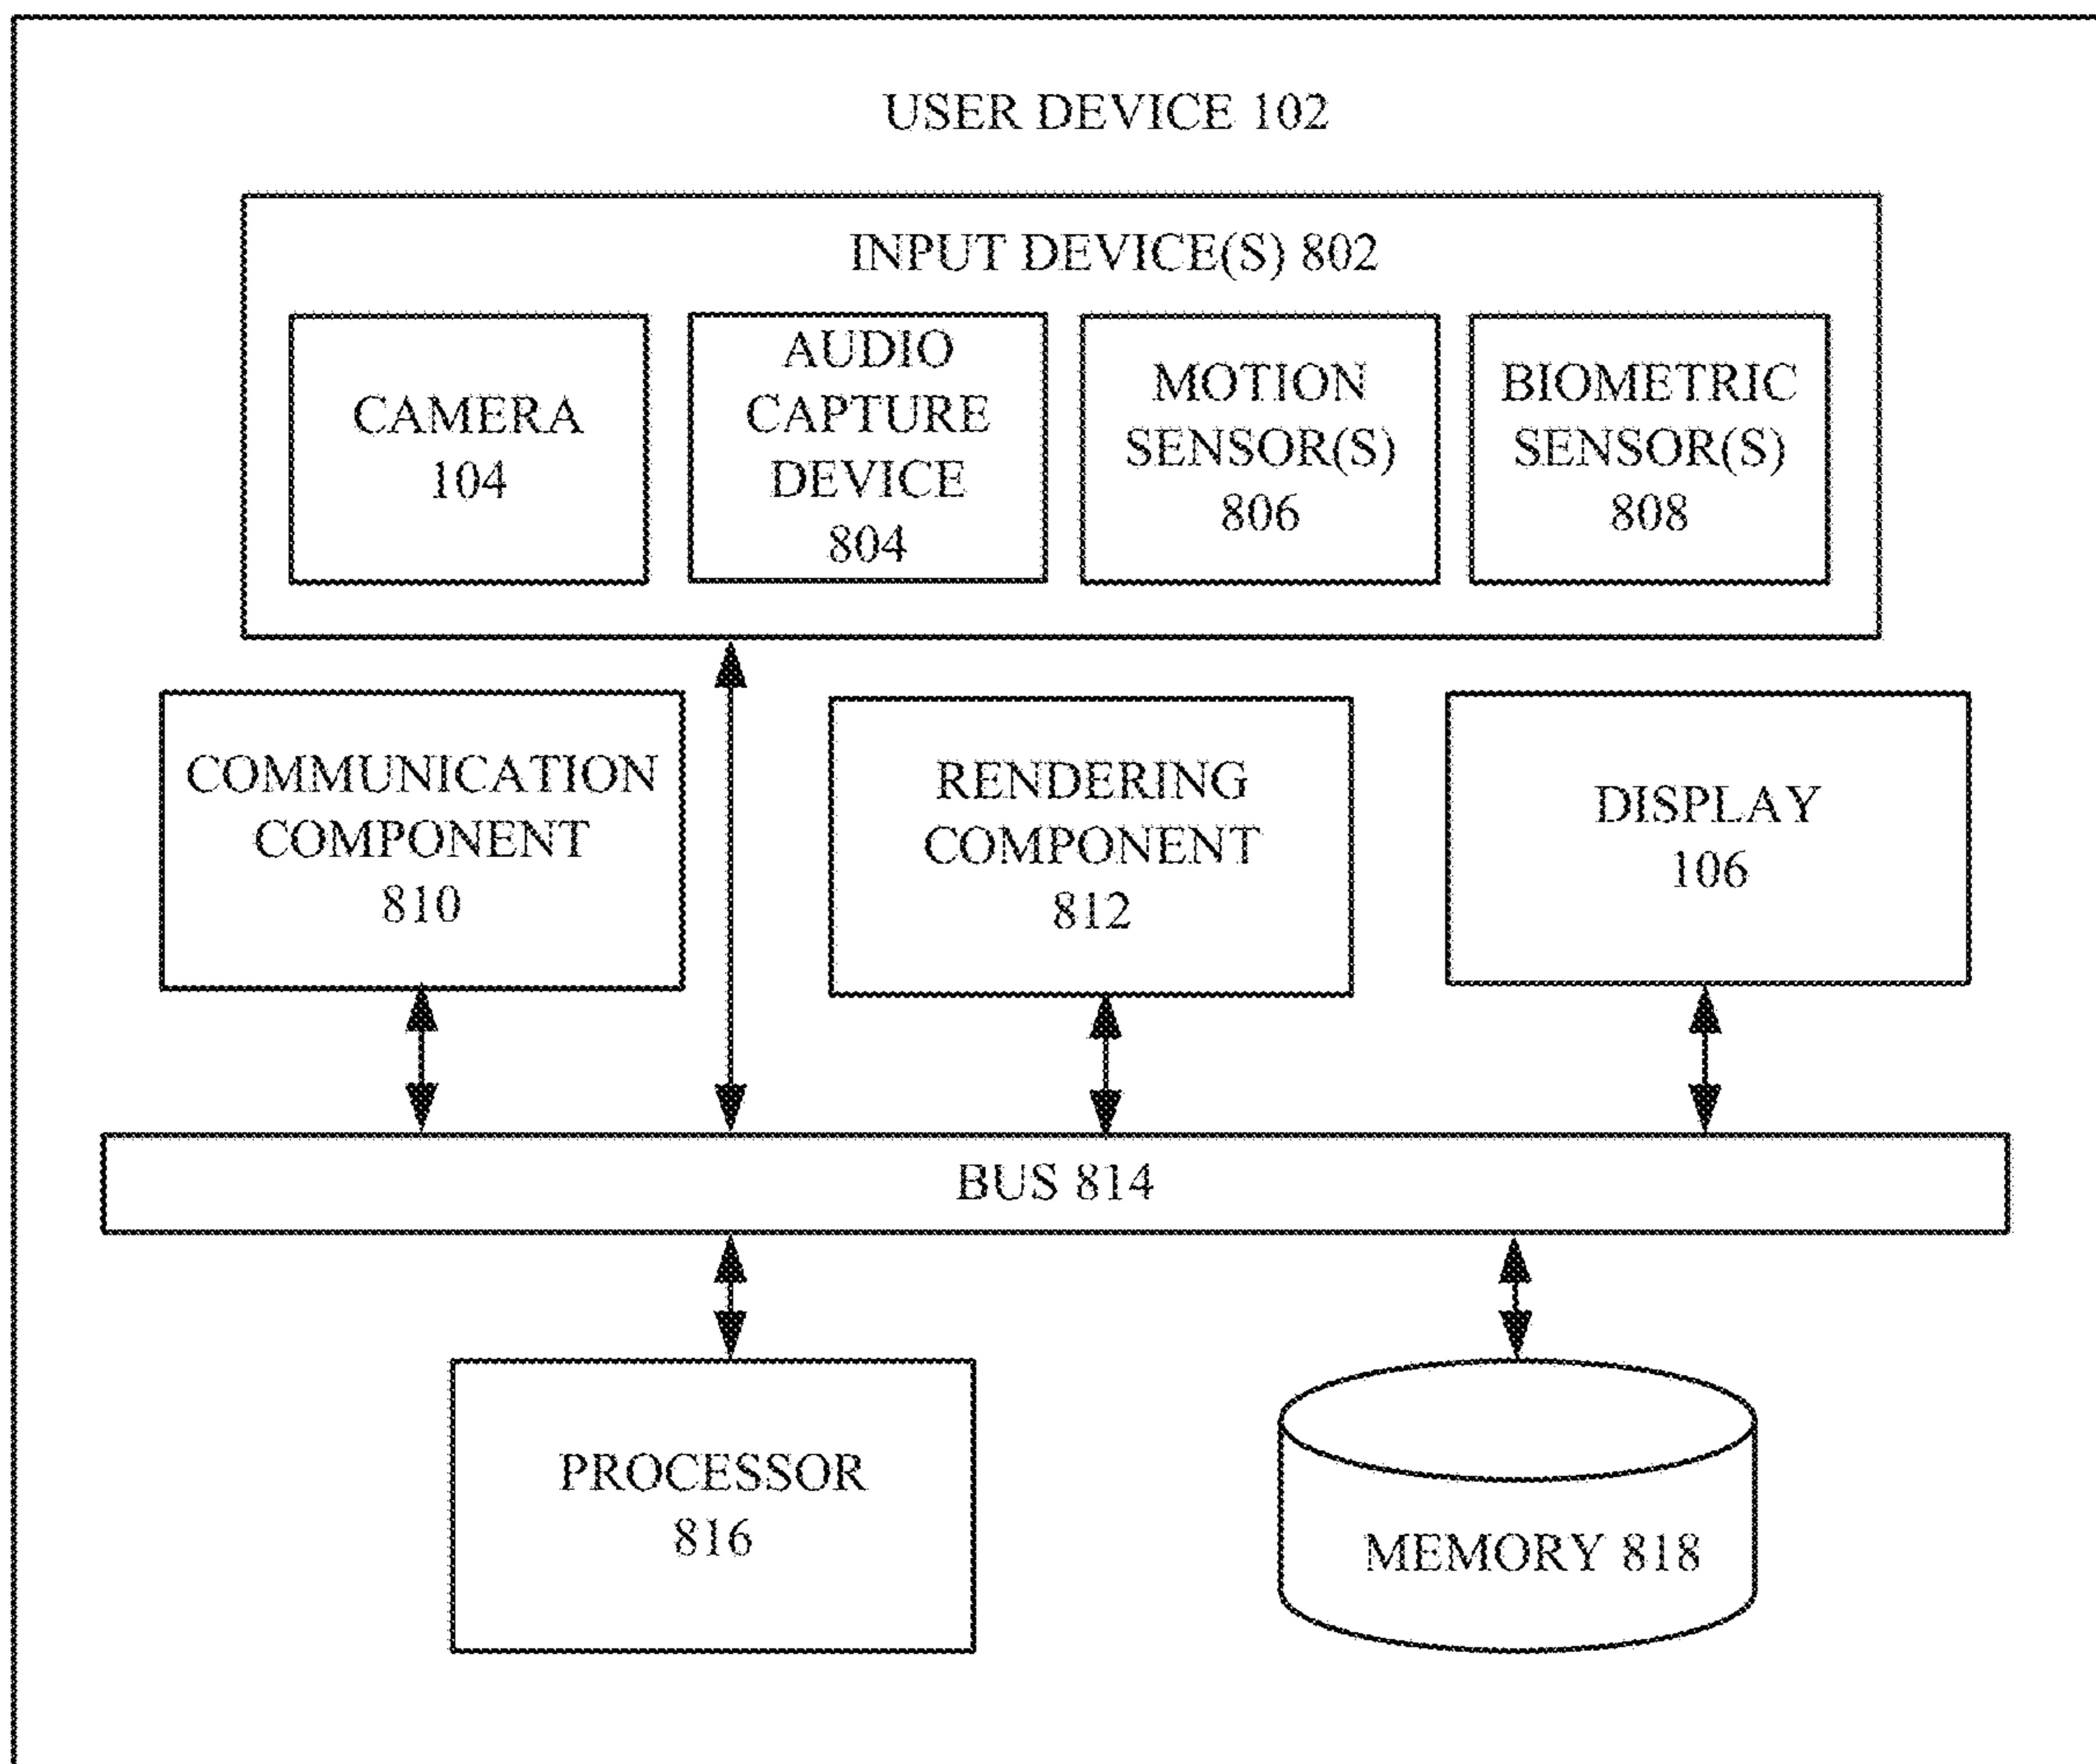 USER DEVICE 102
INPUT DEVICE(S) 802
CAMERA
104
AUDIO
CAPTURE
DEVICE
804
MOTION
SENSOR(S)
806
BIOMETRIC
SENSOR(S)
808
COMMUNICATION
COMPONENT
810
RENDERING
COMPONENT
812
DISPLAY
106
BUS 814
PROCESSOR
816
MEMORY 818